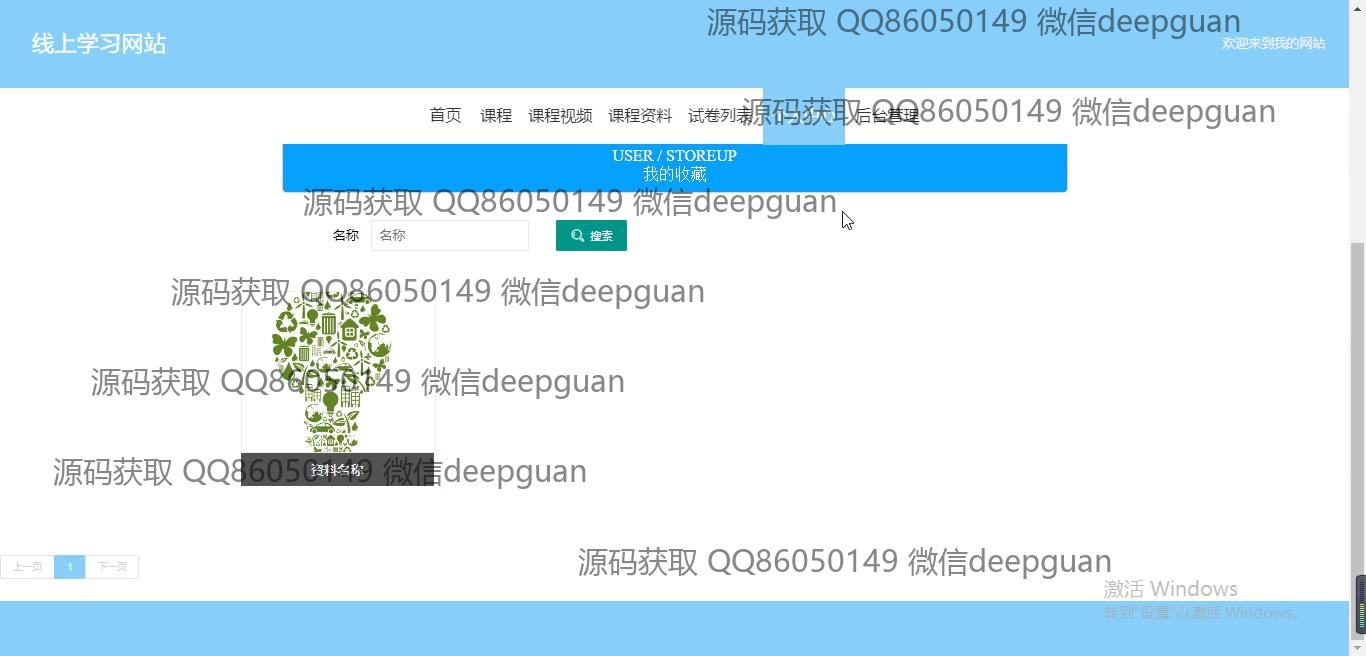 源码获取 QQ86050149 微信deepguan
线上学习网站
欢迎来到我的网站
首页 课程 课程视频 课程资料 试卷列表 后台管理
源码获取 QQ86050149 微信deepguan
USER / STOREUP
我的收藏
源码获取 QQ86050149 微信deepguan
名称 名称 搜索
源码获取 QQ86050149 微信deepguan
源码获取 QQ86050149 微信deepguan
资料名称
源码获取 QQ86050149 微信deepguan
上一页 1 下一页
源码获取 QQ86050149 微信deepguan
激活 Windows
转到"设置"以激活 Windows。